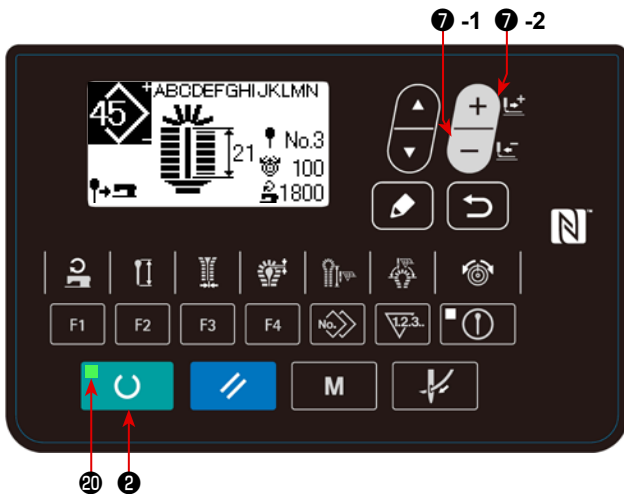 ❼ -1 ❼ -2
45 + -
ABCDEFGHIJKLMN
21
No.3
100
1800
+
−
N™
F1 F2 F3 F4 No. 1.2.3..
M
⓴ ❷